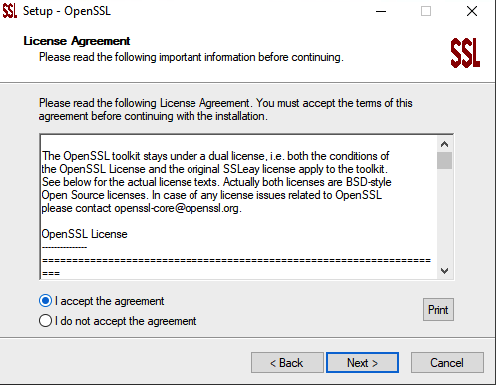 SSL Setup - OpenSSL
License Agreement
Please read the following important information before continuing.
SSL
Please read the following License Agreement. You must accept the terms of this
agreement before continuing with the installation.
The OpenSSL toolkit stays under a dual license, i.e. both the conditions of
the OpenSSL License and the original SSLeay license apply to the toolkit.
See below for the actual license texts. Actually both licenses are BSD-style
Open Source licenses. In case of any license issues related to OpenSSL
please contact openssl-core@openssl.org.
OpenSSL License
---------------
====================================================================
===
I accept the agreement
I do not accept the agreement
Print
< Back
Next >
Cancel